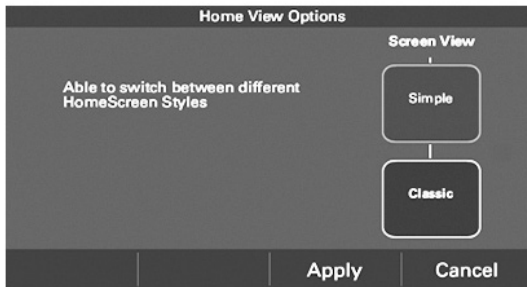 Home View Options
Screen View
Able to switch between different
HomeScreen Styles
Simple
Classic
Apply
Cancel